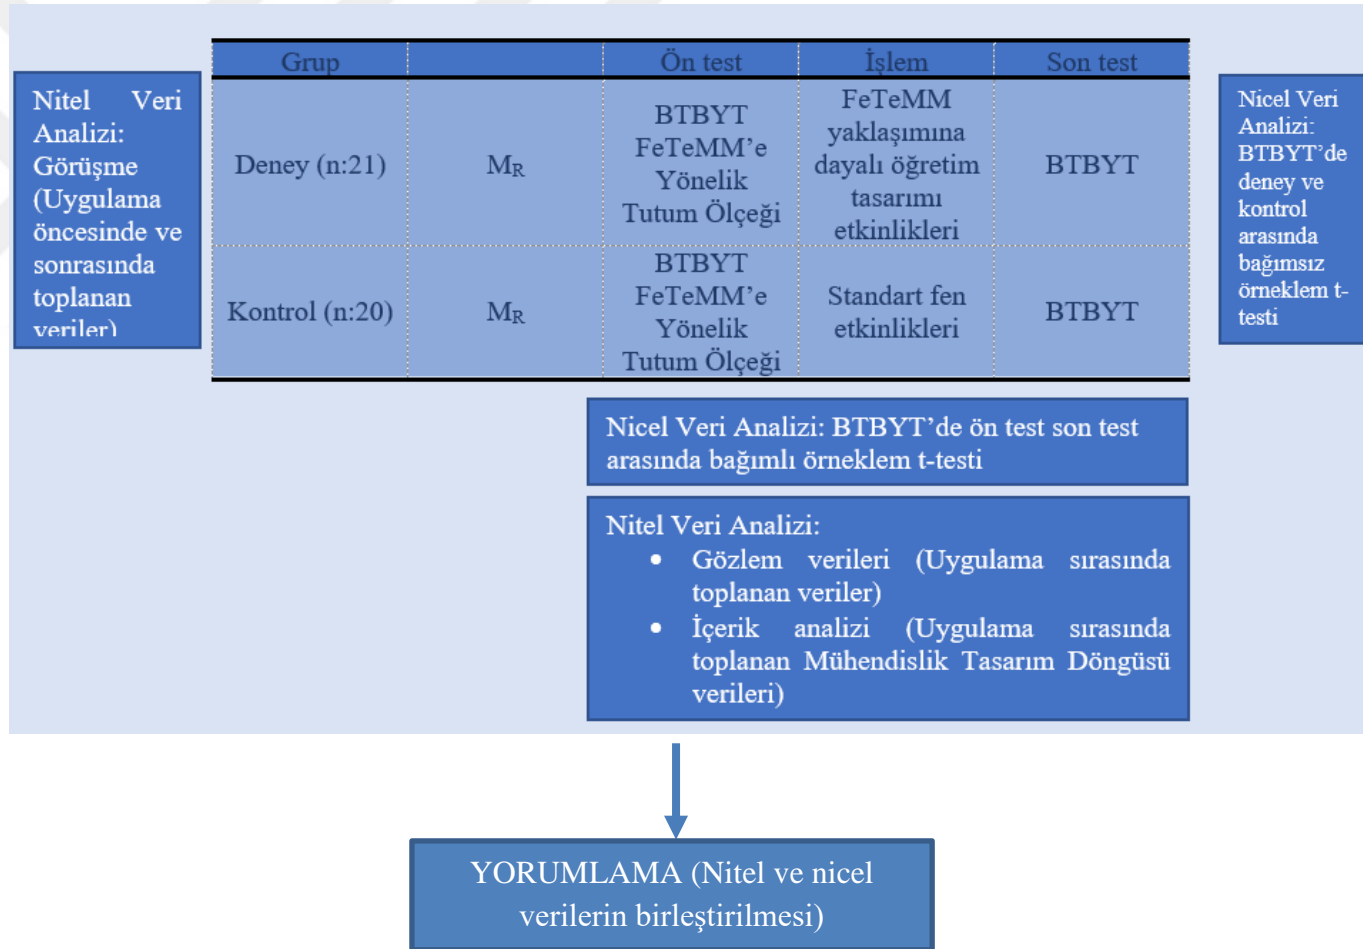 Nitel Veri
Analizi:
Görüşme
(Uygulama
öncesinde ve
sonrasında
toplanan
veriler)
Grup Ön test İşlem Son test
Deney (n:21)
MR
BTBYT
FeTeMM’e
Yönelik
Tutum Ölçeği
FeTeMM
yaklaşımına
dayalı öğretim
tasarımı
etkinlikleri
BTBYT
Kontrol (n:20)
MR
BTBYT
FeTeMM’e
Yönelik
Tutum Ölçeği
Standart fen
etkinlikleri
BTBYT
Nicel Veri
Analizi:
BTBYT’de
deney ve
kontrol
arasında
bağımsız
örneklem t-
testi
Nicel Veri Analizi: BTBYT’de ön test son test
arasında bağımlı örneklem t-testi
Nitel Veri Analizi:
• Gözlem verileri (Uygulama sırasında
toplanan veriler)
• İçerik analizi (Uygulama sırasında
toplanan Mühendislik Tasarım Döngüsü
verileri)
YORUMLAMA (Nitel ve nicel
verilerin birleştirilmesi)